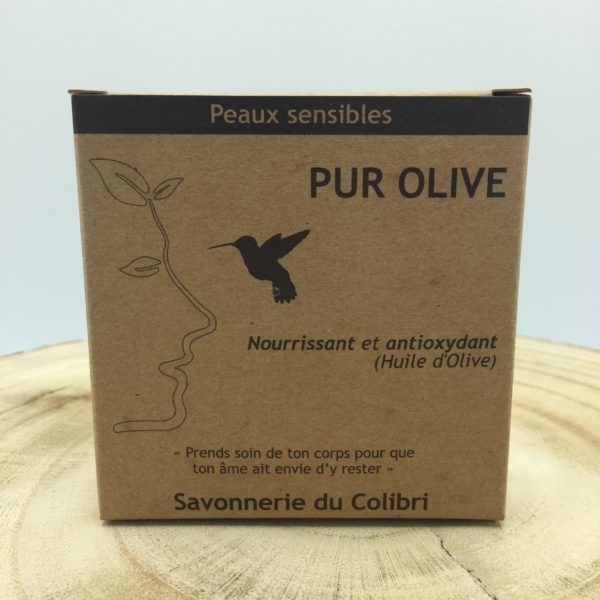 Peaux sensibles
PUR OLIVE
Nourrissant et antioxydant
(Huile d'Olive)
« Prends soin de ton corps pour que
ton âme ait envie d'y rester »
Savonnerie du Colibri